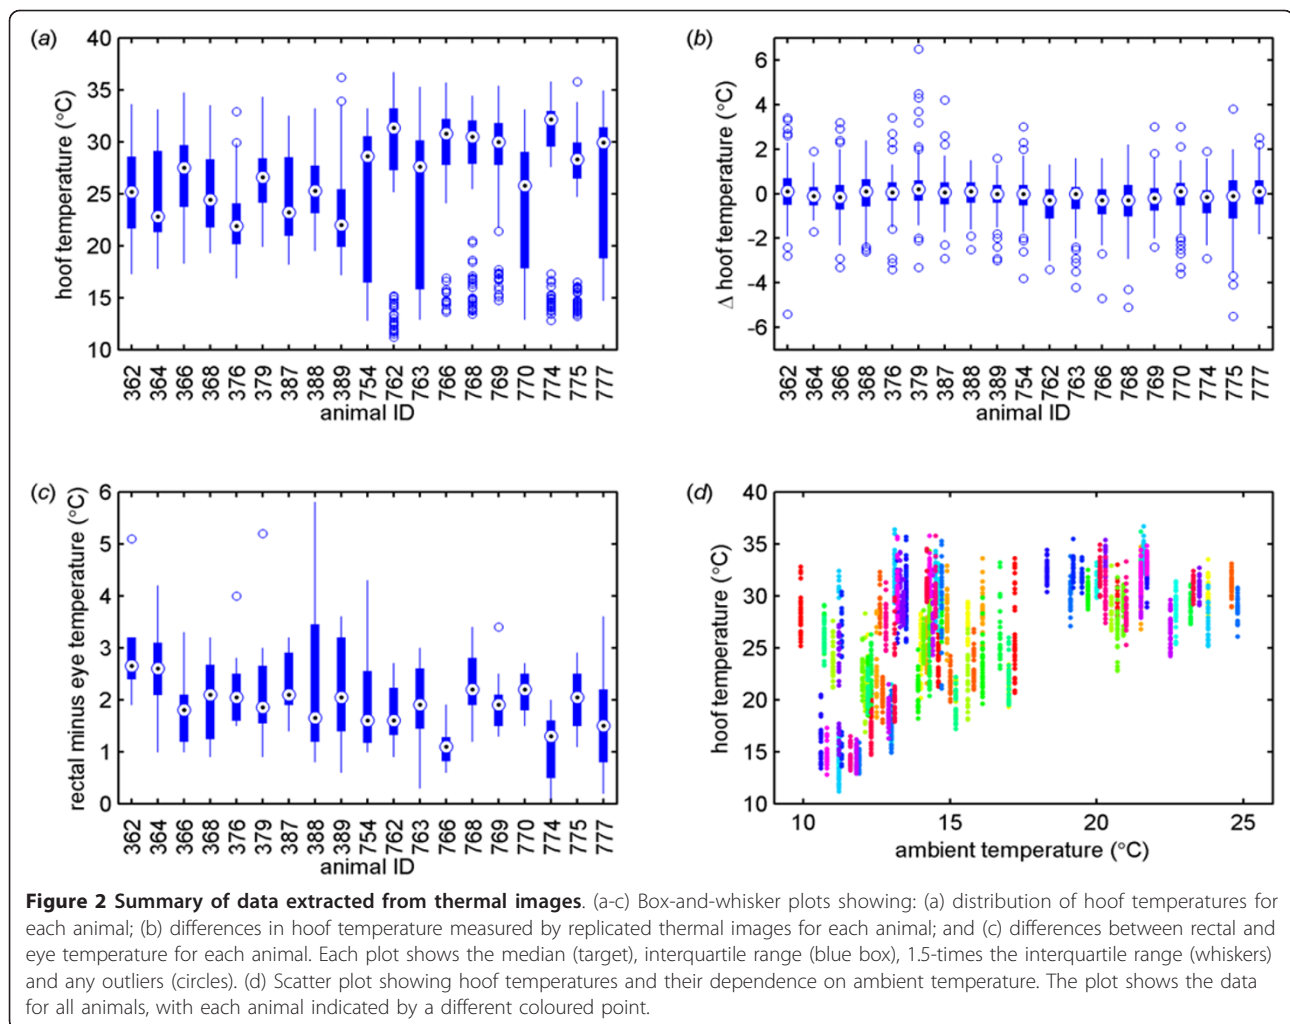 (a)
40
35
30
25
20
15
10
hoof temperature (°C)
362 364 366 368 376 379 387 388 389 754 762 763 766 768 769 770 774 775 777
animal ID
(b)
6
4
2
0
-2
-4
-6
Δ hoof temperature (°C)
362 364 366 368 376 379 387 388 389 754 762 763 766 768 769 770 774 775 777
animal ID
(c)
6
5
4
3
2
1
0
rectal minus eye temperature (°C)
362 364 366 368 376 379 387 388 389 754 762 763 766 768 769 770 774 775 777
animal ID
(d)
40
35
30
25
20
15
10
hoof temperature (°C)
10 15 20 25
ambient temperature (°C)
Figure 2 Summary of data extracted from thermal images. (a-c) Box-and-whisker plots showing: (a) distribution of hoof temperatures for
each animal; (b) differences in hoof temperature measured by replicated thermal images for each animal; and (c) differences between rectal and
eye temperature for each animal. Each plot shows the median (target), interquartile range (blue box), 1.5-times the interquartile range (whiskers)
and any outliers (circles). (d) Scatter plot showing hoof temperatures and their dependence on ambient temperature. The plot shows the data
for all animals, with each animal indicated by a different coloured point.